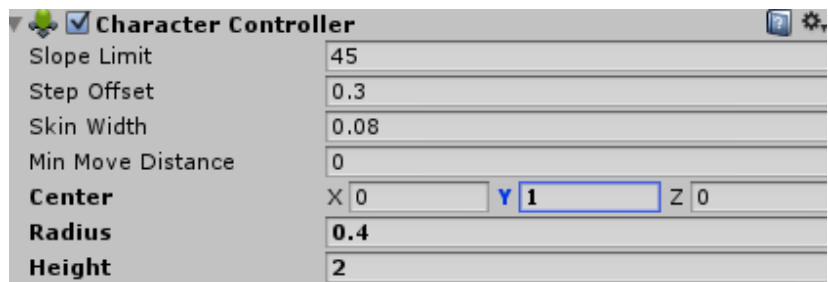 Character Controller
Slope Limit 45
Step Offset 0.3
Skin Width 0.08
Min Move Distance 0
Center X 0 Y 1 Z 0
Radius 0.4
Height 2